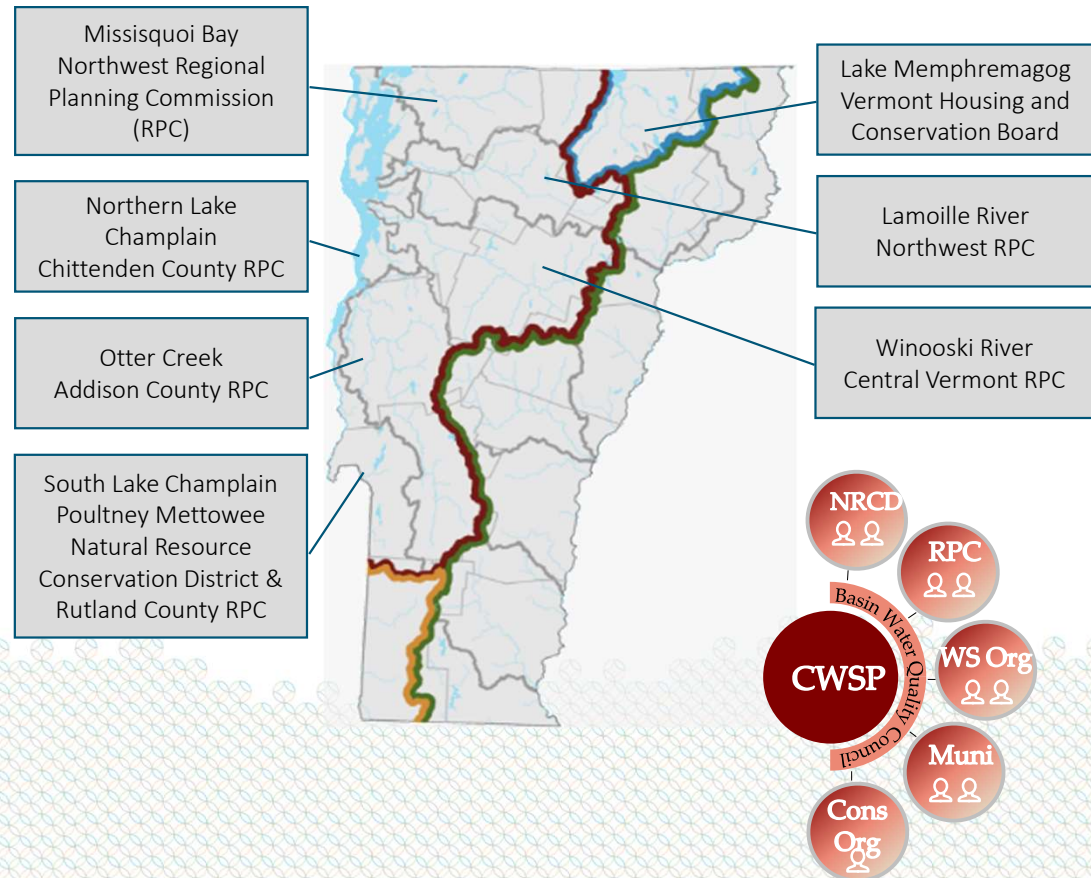 Missisquoi Bay
Northwest Regional
Planning Commission
(RPC)
Northern Lake
Champlain
Chittenden County RPC
Otter Creek
Addison County RPC
South Lake Champlain
Poultney Mettowee
Natural Resource
Conservation District &
Rutland County RPC
Lake Memphremagog
Vermont Housing and
Conservation Board
Lamoille River
Northwest RPC
Winooski River
Central Vermont RPC
CWSP
Basin Water Quality Council
NRCD
RPC
WS Org
Muni
Cons
Org